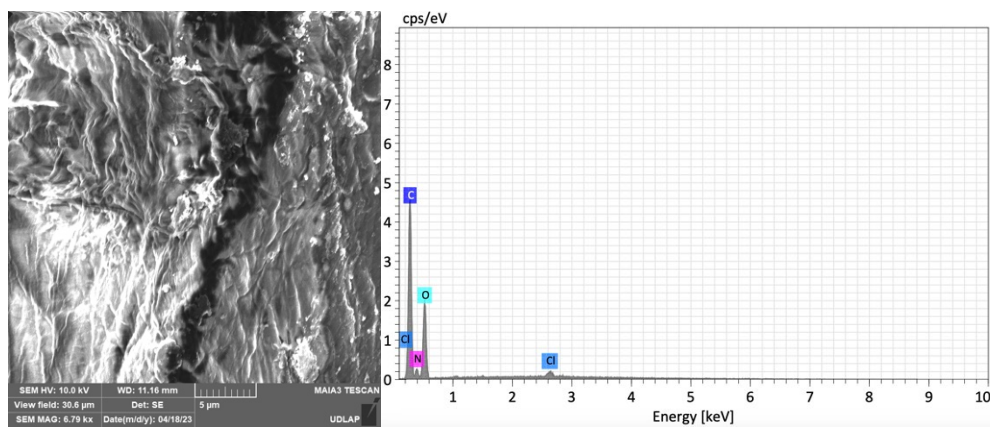 SEM HV: 10.0 kV WD: 11.16 mm MAIA3 TESCAN
View field: 30.6 µm Det: SE 5 µm
SEM MAG: 6.79 kx Date(m/d/y): 04/18/23 UDLAP
cps/eV
8
7
6
5
4
3
2
1
0
C
O
Cl
N
Cl
1 2 3 4 5 6 7 8 9 10
Energy [keV]